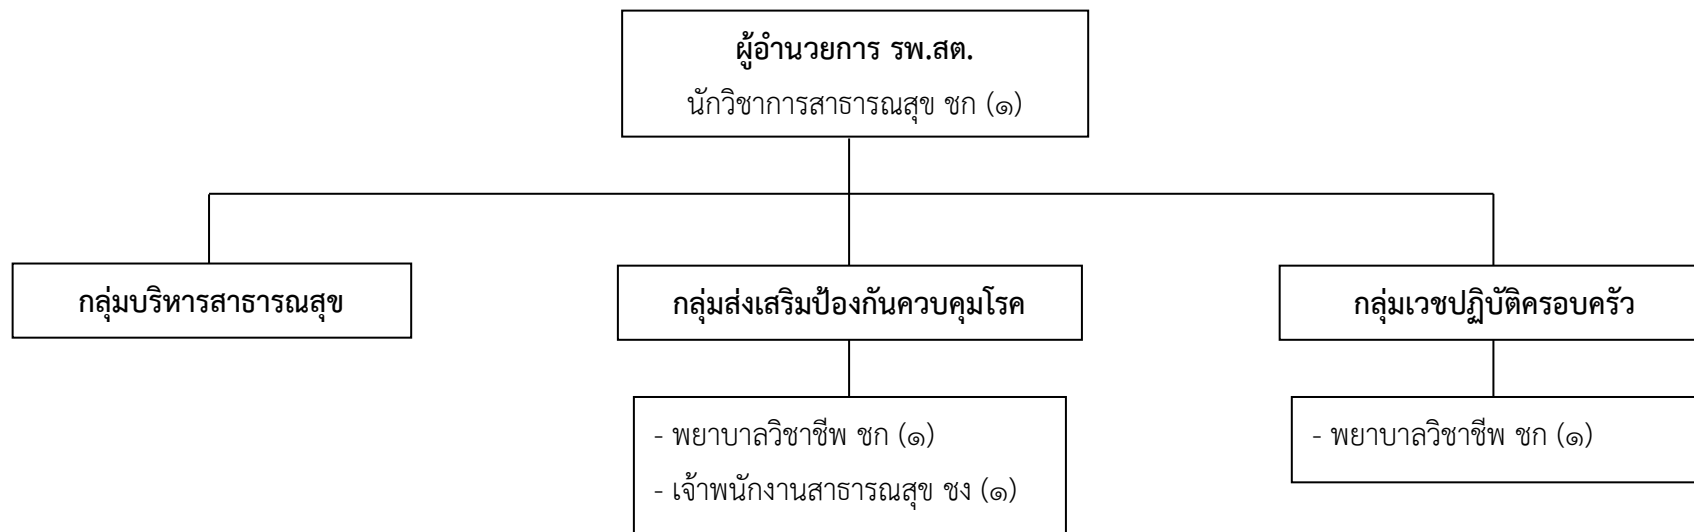 ผู้อำนวยการ รพ.สต.
นักวิชาการสาธารณสุข ชก (๑)
กลุ่มบริหารสาธารณสุข
กลุ่มส่งเสริมป้องกันควบคุมโรค
กลุ่มเวชปฏิบัติครอบครัว
- พยาบาลวิชาชีพ ชก (๑)
- เจ้าพนักงานสาธารณสุข ชง (๑)
- พยาบาลวิชาชีพ ชก (๑)